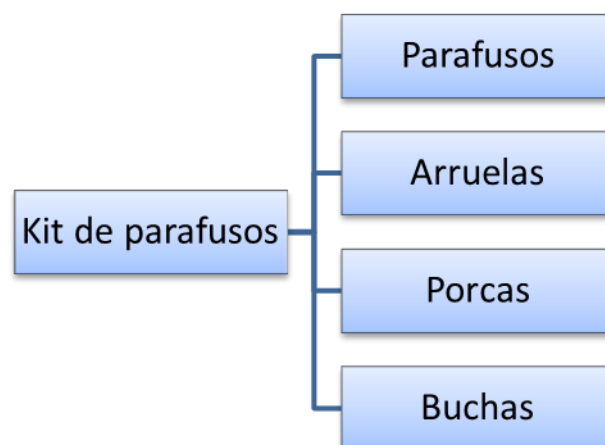 Parafusos
Arruelas
Kit de parafusos
Porcas
Buchas